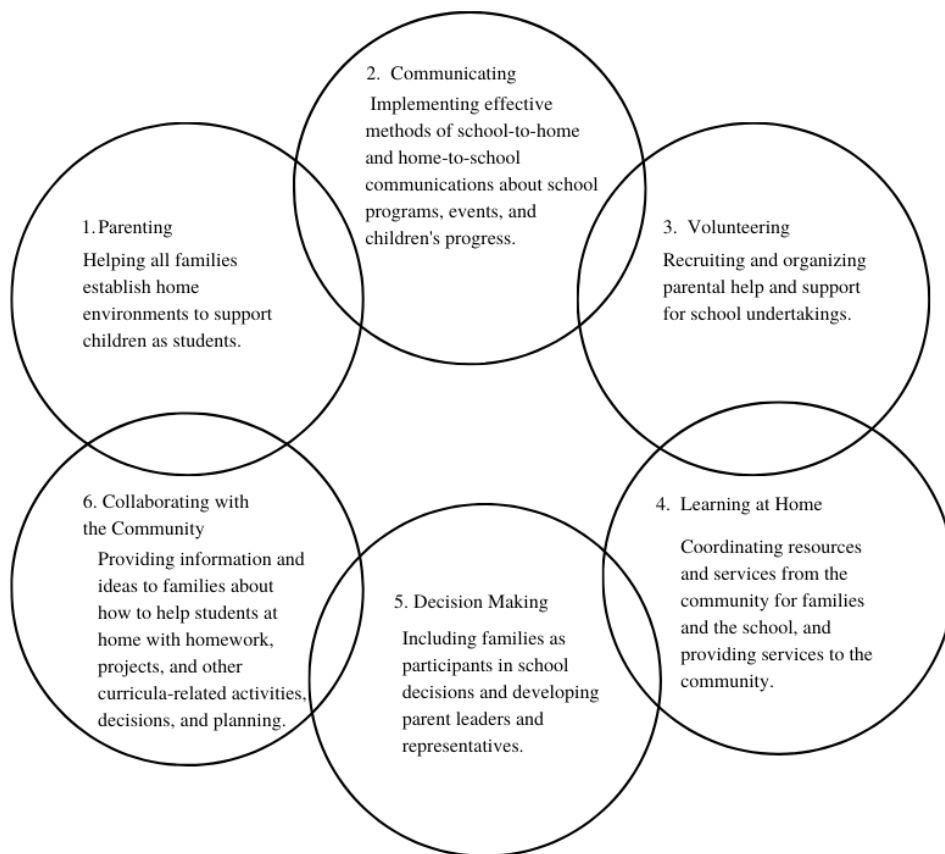 1. Parenting
Helping all families
establish home
environments to support
children as students.
2. Communicating
Implementing effective
methods of school-to-home
and home-to-school
communications about school
programs, events, and
children's progress.
3. Volunteering
Recruiting and organizing
parental help and support
for school undertakings.
4. Learning at Home
Coordinating resources
and services from the
community for families
and the school, and
providing services to the
community.
5. Decision Making
Including families as
participants in school
decisions and developing
parent leaders and
representatives.
6. Collaborating with
the Community
Providing information and
ideas to families about
how to help students at
home with homework,
projects, and other
curricula-related activities,
decisions, and planning.